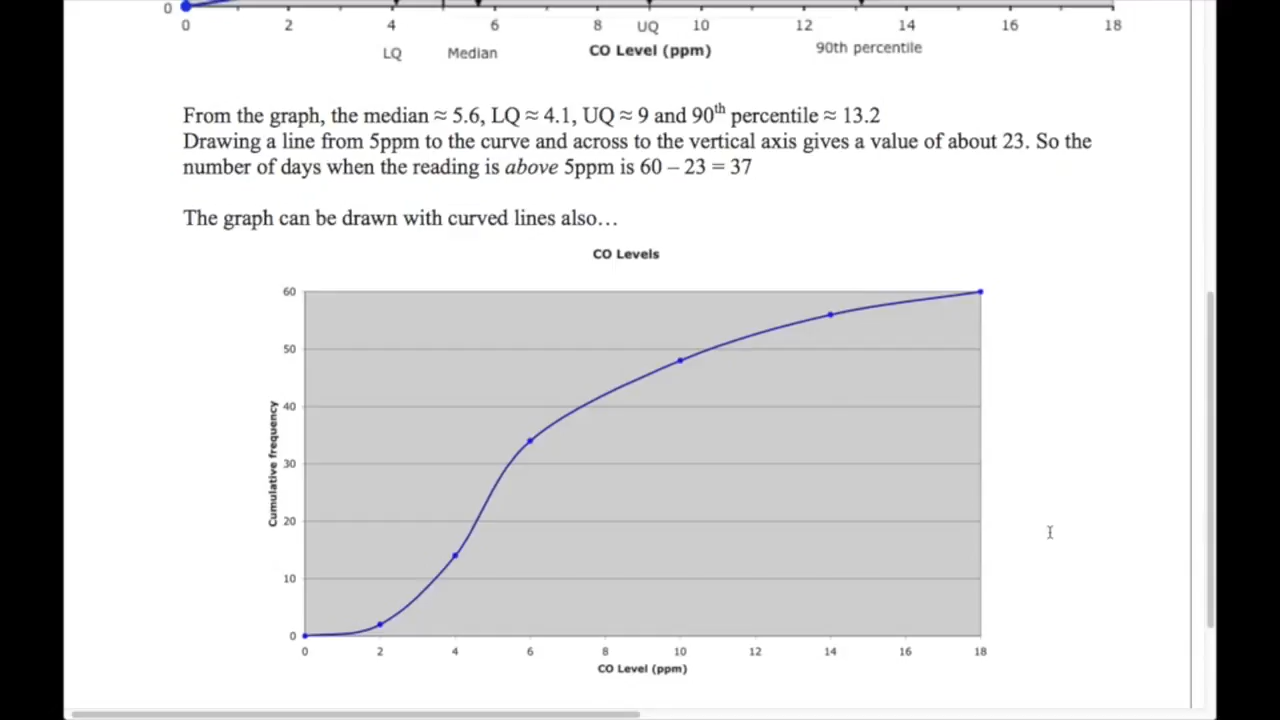 0
0 2 4 6 8 10 12 14 16 18
UQ
LQ Median CO Level (ppm) 90th percentile
From the graph, the median ≈ 5.6, LQ ≈ 4.1, UQ ≈ 9 and 90th percentile ≈ 13.2
Drawing a line from 5ppm to the curve and across to the vertical axis gives a value of about 23. So the
number of days when the reading is above 5ppm is 60 – 23 = 37
The graph can be drawn with curved lines also…
CO Levels
60
50
40
30
20
10
0
Cumulative frequency
0 2 4 6 8 10 12 14 16 18
CO Level (ppm)